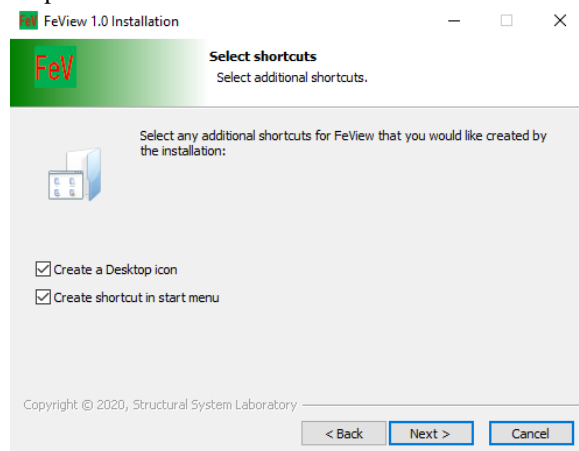 FeV FeView 1.0 Installation
FeV
Select shortcuts
Select additional shortcuts.
Select any additional shortcuts for FeView that you would like created by
the installation:
Create a Desktop icon
Create shortcut in start menu
Copyright © 2020, Structural System Laboratory
< Back Next > Cancel